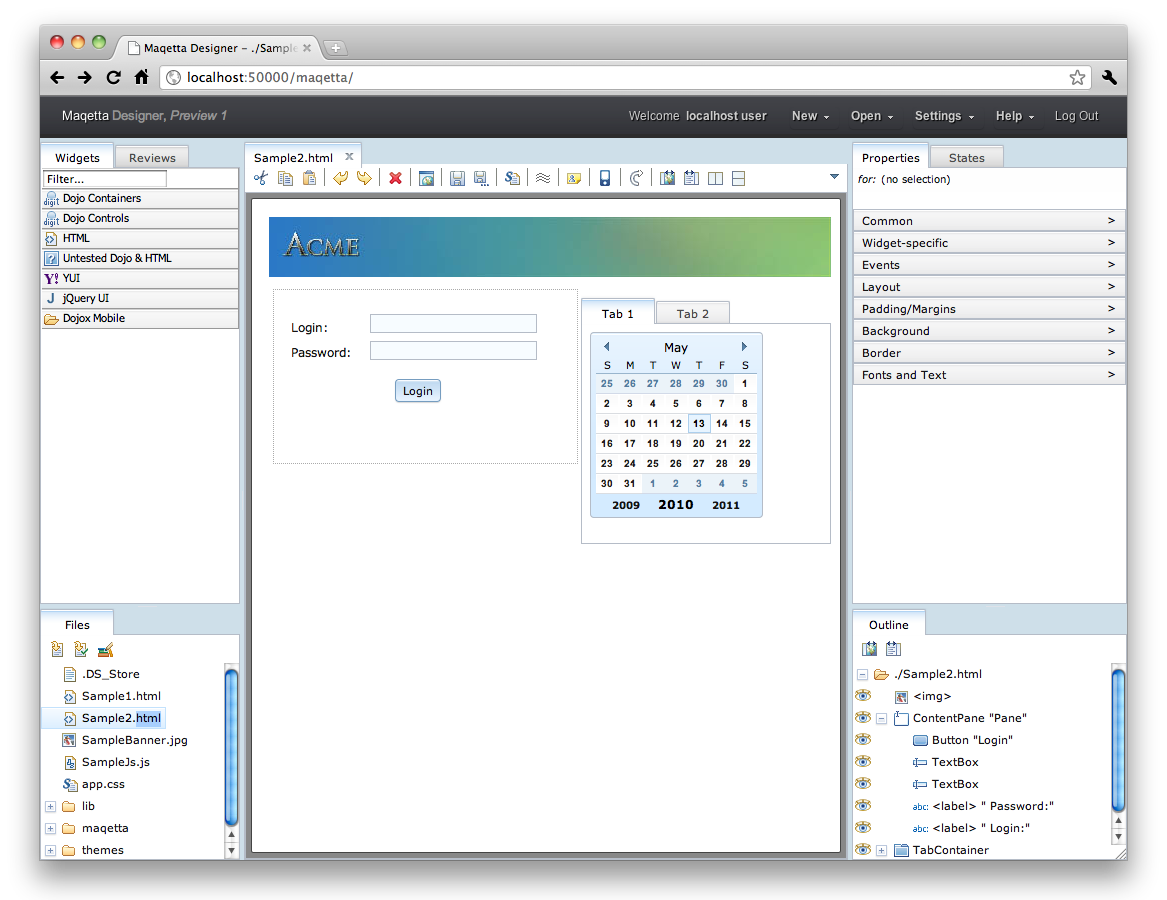 Maqetta Designer – ./Sample
localhost:50000/maqetta/
Maqetta Designer, Preview 1
Welcome localhost user New Open Settings Help Log Out
Widgets Reviews
Filter...
digit Dojo Containers
digit Dojo Controls
HTML
Untested Dojo & HTML
Y! YUI
J jQuery UI
Dojox Mobile
Files
.DS_Store
Sample1.html
Sample2.html
SampleBanner.jpg
SampleJs.js
app.css
lib
maqetta
themes
Sample2.html
ACME
Login:
Password:
Login
Tab 1 Tab 2
May
S M T W T F S
25 26 27 28 29 30 1
2 3 4 5 6 7 8
9 10 11 12 13 14 15
16 17 18 19 20 21 22
23 24 25 26 27 28 29
30 31 1 2 3 4 5
2009 2010 2011
Properties States
for: (no selection)
Common >
Widget-specific >
Events >
Layout >
Padding/Margins >
Background >
Border >
Fonts and Text >
Outline
./Sample2.html
<img>
ContentPane "Pane"
Button "Login"
TextBox
TextBox
abc: <label> " Password:"
abc: <label> " Login:"
TabContainer